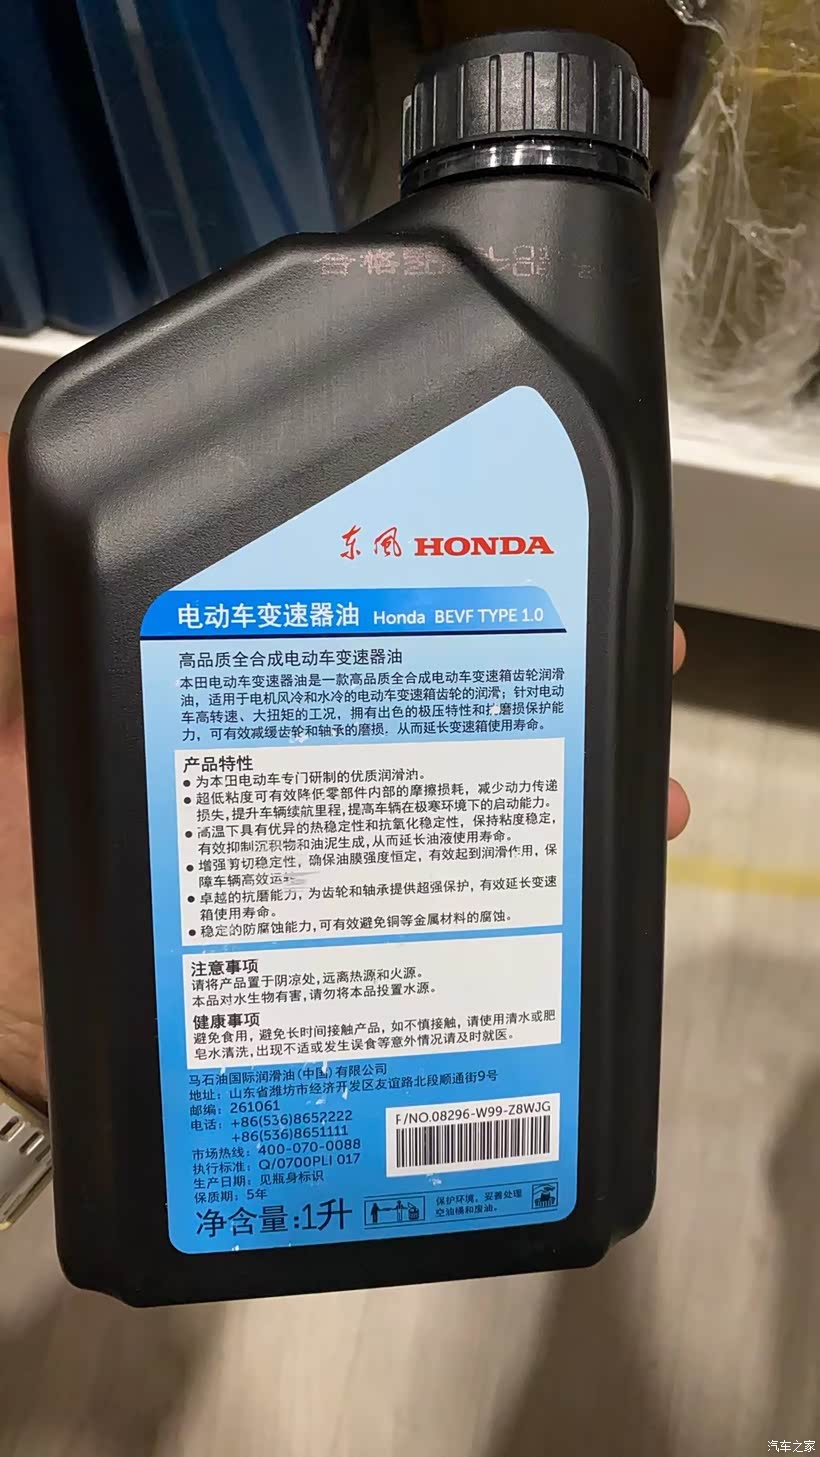 合格
东风 HONDA
电动车变速器油 Honda BEVF TYPE 1.0
高品质全合成电动车变速器油
本田电动车变速器油是一款高品质全合成电动车变速箱齿轮润滑
油，适用于电机风冷和水冷的电动车变速箱齿轮的润滑；针对电动
车高转速、大扭矩的工况，拥有出色的极压特性和抗磨损保护能
力，可有效减缓齿轮和轴承的磨损．从而延长变速箱使用寿命。
产品特性
● 为本田电动车专门研制的优质润滑油。
● 超低粘度可有效降低零部件内部的摩擦损耗，减少动力传递
损失，提升车辆续航里程，提高车辆在极寒环境下的启动能力。
● 高温下具有优异的热稳定性和抗氧化稳定性，保持粘度稳定，
有效抑制沉积物和油泥生成，从而延长油液使用寿命。
● 增强剪切稳定性，确保油膜强度恒定，有效起到润滑作用，保
障车辆高效运
● 卓越的抗磨能力，为齿轮和轴承提供超强保护，有效延长变速
箱使用寿命。
● 稳定的防腐蚀能力，可有效避免铜等金属材料的腐蚀。
注意事项
请将产品置于阴凉处，远离热源和火源。
本品对水生物有害，请勿将本品投置水源。
健康事项
避免食用，避免长时间接触产品，如不慎接触，请使用清水或肥
皂水清洗，出现不适或发生误食等意外情况请及时就医。
马石油国际润滑油(中国)有限公司
地址：山东省潍坊市经济开发区友谊路北段顺通街9号
邮编：261061
电话：+86(536)8652222
+86(536)8651111
市场热线：400-070-0088
执行标准：Q/0700PLI 017
生产日期：见瓶身标识
保质期：5年
P/NO.08296-W99-Z8WJG
净含量:1升
保护环境，妥善处理
空油桶和废油。
汽车之家